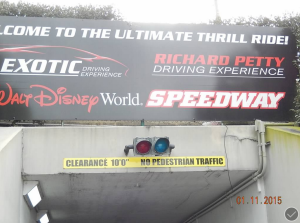 LCOME TO THE ULTIMATE THRILL RIDE!
EXOTIC
DRIVING EXPERIENCE
RICHARD PETTY
DRIVING EXPERIENCE
WALT DISNEY World. SPEEDWAY
CLEARANCE 10'0" NO PEDESTRIAN TRAFFIC
01.11.2015